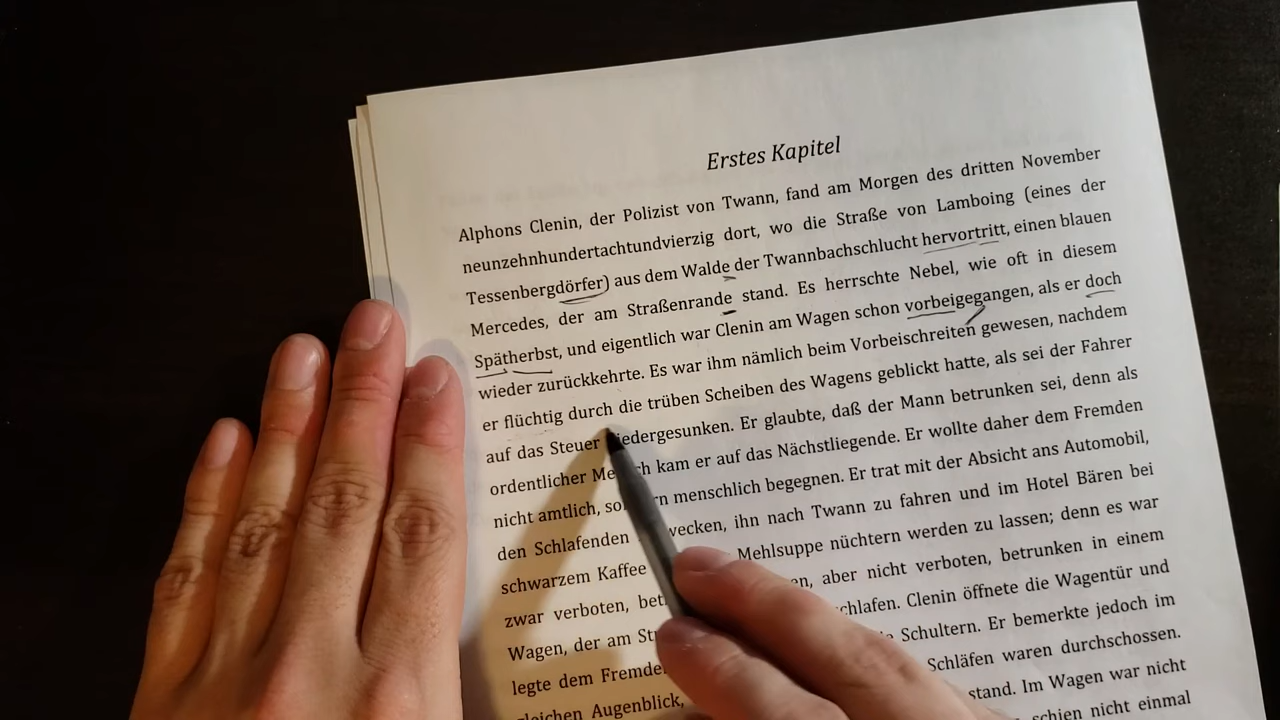 Erstes Kapitel
Alphons Clenin, der Polizist von Twann, fand am Morgen des dritten November
neunzehnhundertachtundvierzig dort, wo die Straße von Lamboing (eines der
Tessenbergdörfer) aus dem Walde der Twannbachschlucht hervortritt, einen blauen
Mercedes, der am Straßenrande stand. Es herrschte Nebel, wie oft in diesem
Spätherbst, und eigentlich war Clenin am Wagen schon vorbeigegangen, als er doch
wieder zurückkehrte. Es war ihm nämlich beim Vorbeischreiten gewesen, nachdem
er flüchtig durch die trüben Scheiben des Wagens geblickt hatte, als sei der Fahrer
auf das Steuer niedergesunken. Er glaubte, daß der Mann betrunken sei, denn als
ordentlicher kam er auf das Nächstliegende. Er wollte daher dem Fremden
nicht amtlich, menschlich begegnen. Er trat mit der Absicht ans Automobil,
den Schlafenden wecken, ihn nach Twann zu fahren und im Hotel Bären bei
schwarzem Kaffee Mehlsuppe nüchtern werden zu lassen; denn es war
zwar verboten, aber nicht verboten, betrunken in einem
Wagen, der am schlafen. Clenin öffnete die Wagentür und
legte dem Schultern. Er bemerkte jedoch im
gleichen Augenblick, Schläfen waren durchschossen.
stand. Im Wagen war nicht
schien nicht einmal